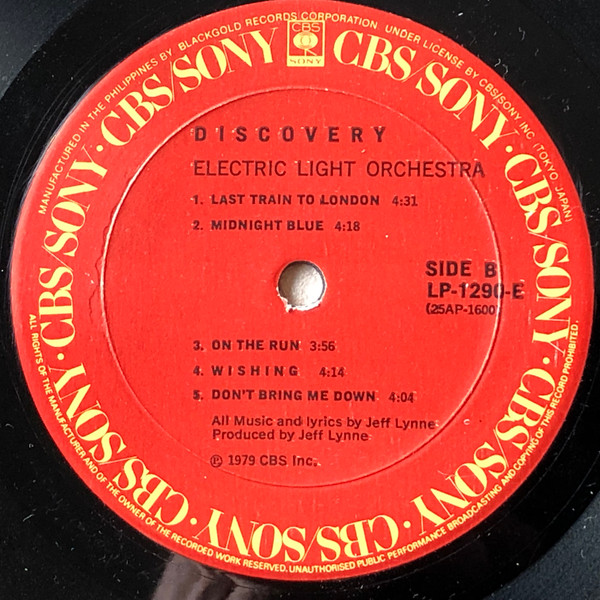 MANUFACTURED IN THE PHILIPPINES BY BLACKGOLD RECORDS CORPORATION UNDER LICENSE BY CBS/SONY INC (TOKYO JAPAN)
CBS/SONY
CBS
SONY
CBS/SONY · CBS/SONY · CBS/SONY · CBS/SONY · CBS/SONY · CBS/SONY · CBS/SONY
DISCOVERY
ELECTRIC LIGHT ORCHESTRA
1. LAST TRAIN TO LONDON 4:31
2. MIDNIGHT BLUE 4:18
SIDE B
LP-1290-E
(25AP-1600)
3. ON THE RUN 3:56
4. WISHING 4:14
5. DON'T BRING ME DOWN 4:04
All Music and lyrics by Jeff Lynne
Produced by Jeff Lynne
℗ 1979 CBS Inc.
ALL RIGHTS OF THE MANUFACTURER AND OF THE OWNER OF THE RECORDED WORK RESERVED. UNAUTHORISED PUBLIC PERFORMANCE BROADCASTING AND COPYING OF THIS RECORD PROHIBITED.